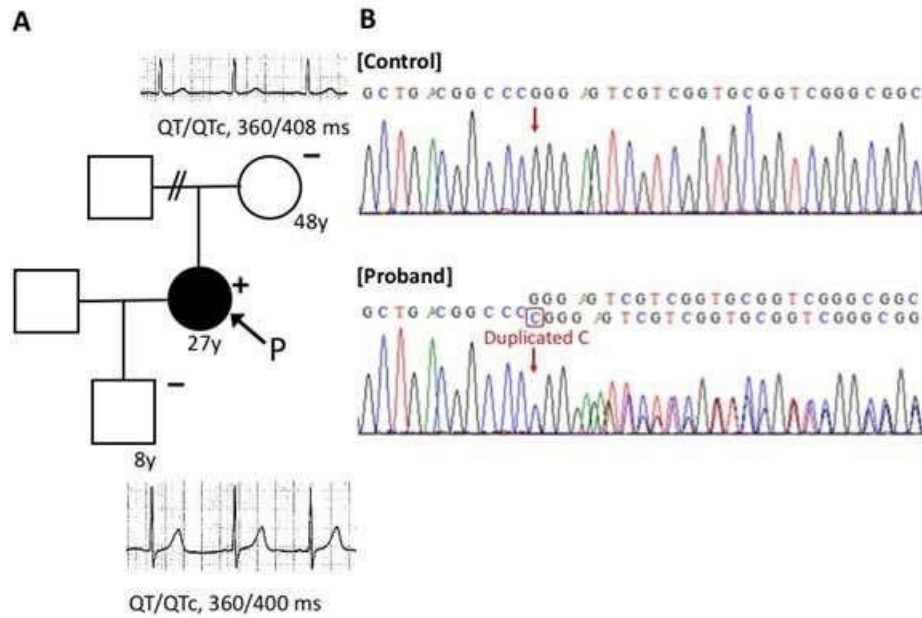 A
QT/QTc, 360/408 ms
48y
+
P
27y
8y
QT/QTc, 360/400 ms
B
[Control]
G C T G A C G G C C C G G G A G T C G T C G G T G C G G T C G G G C G G C
[Proband]
G G G A G T C G T C G G T G C G G T C G G G C G G C
G C T G A C G G C C C C G G G A G T C G T C G G T G C G G T C G G G C G G
Duplicated C